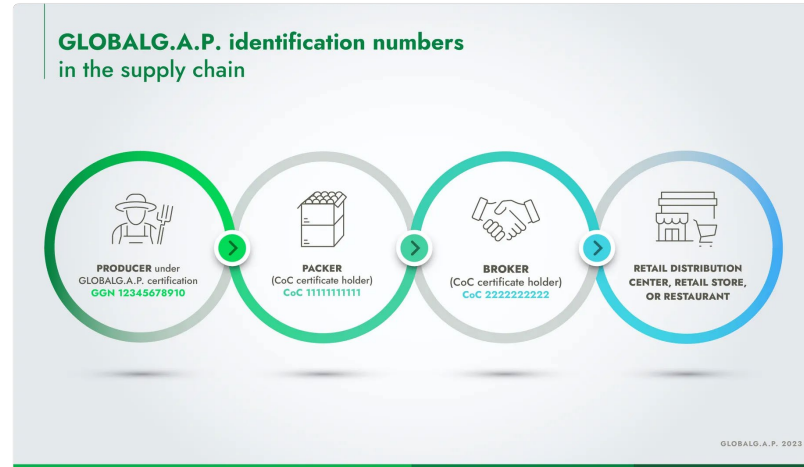 GLOBALG.A.P. identification numbers
in the supply chain
PRODUCER under
GLOBALG.A.P. certification
GGN 12345678910
PACKER
(CoC certificate holder)
CoC 11111111111
BROKER
(CoC certificate holder)
CoC 2222222222
RETAIL DISTRIBUTION
CENTER, RETAIL STORE,
OR RESTAURANT
GLOBALG.A.P. 2023